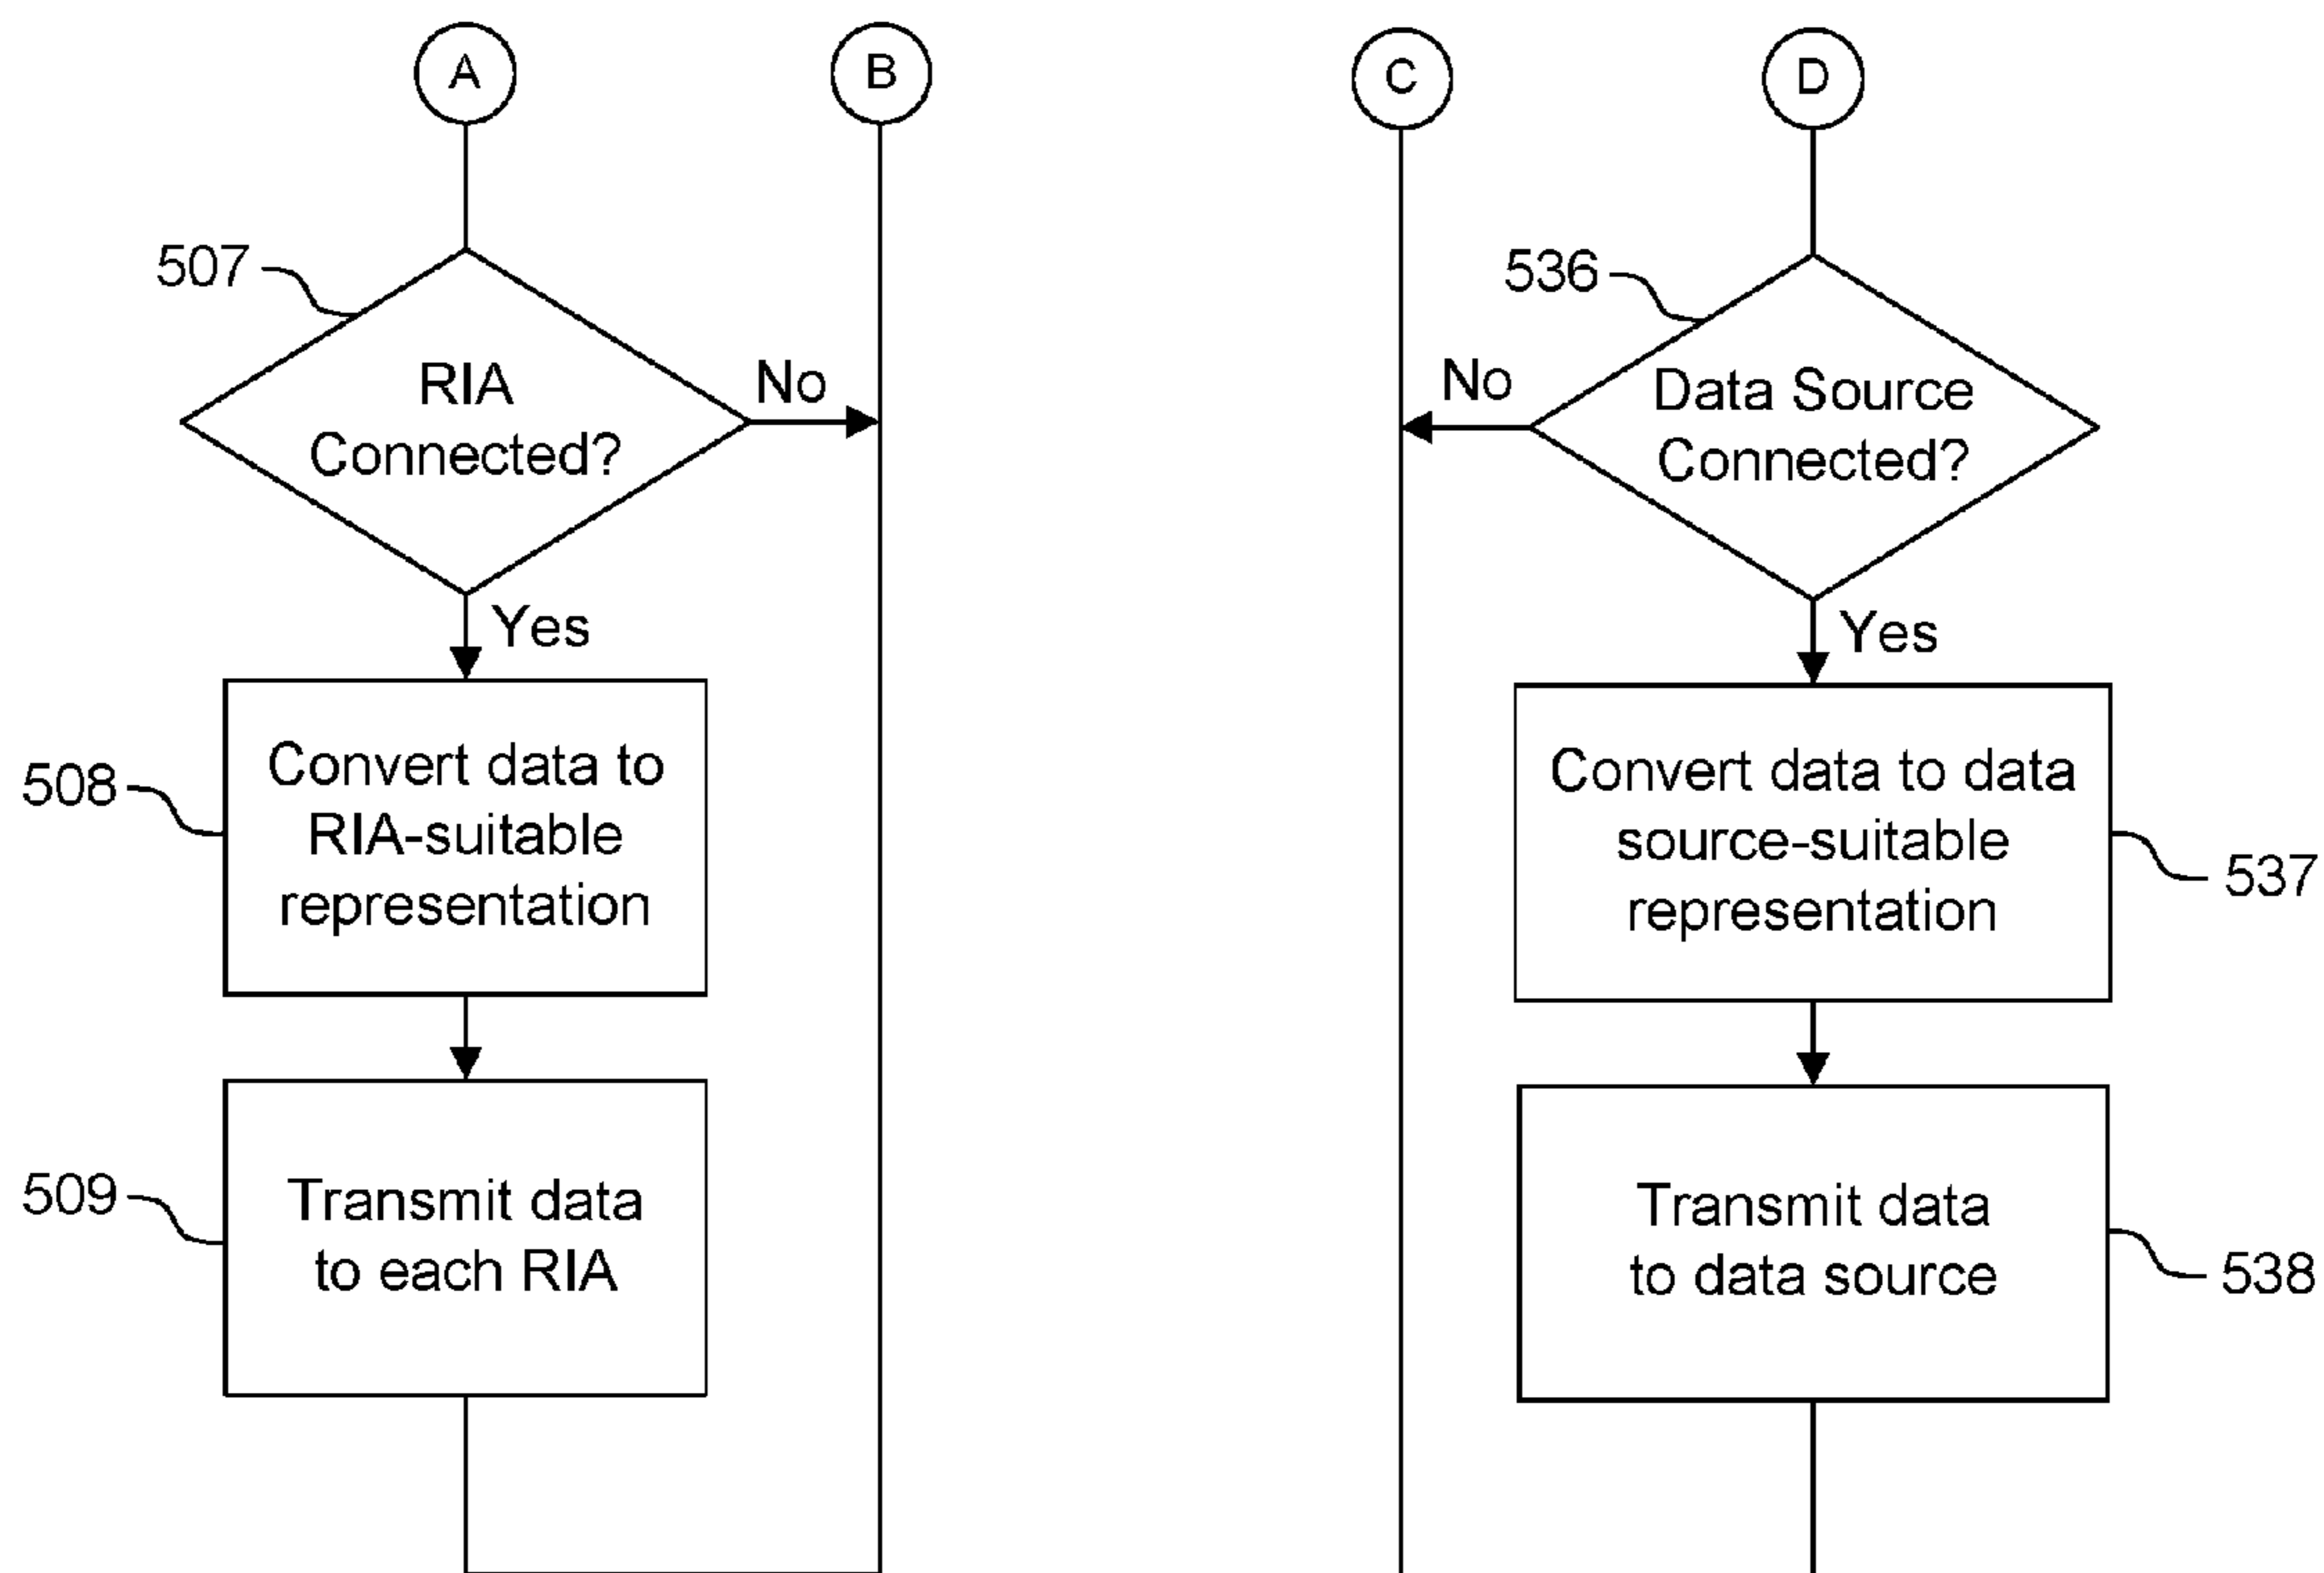 A
B
507
RIA
Connected?
No
Yes
508
Convert data to
RIA-suitable
representation
509
Transmit data
to each RIA
C
D
536
No
Data Source
Connected?
Yes
Convert data to data
source-suitable
representation
537
Transmit data
to data source
538